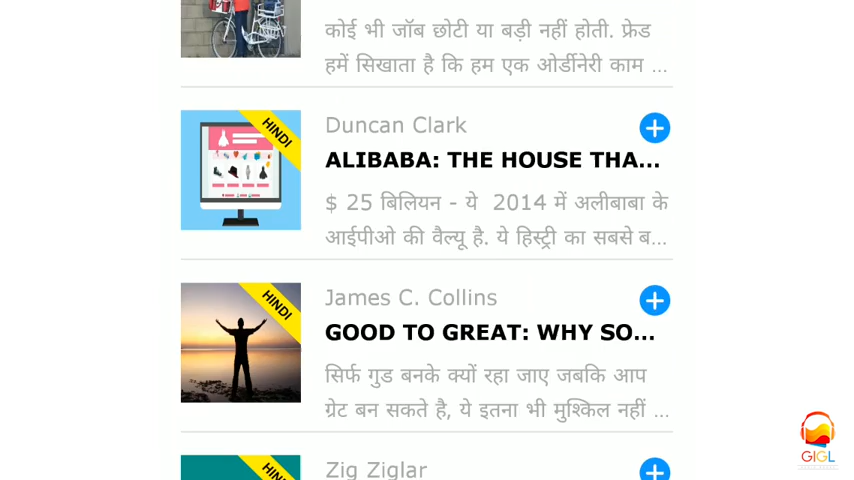 कोई भी जॉब छोटी या बड़ी नहीं होती. फ्रेड
हमें सिखाता है कि हम एक ओर्डीनेरी काम ...
HINDI
Duncan Clark
ALIBABA: THE HOUSE THA...
$ 25 बिलियन - ये 2014 में अलीबाबा के
आईपीओ की वैल्यू है. ये हिस्ट्री का सबसे ब...
HINDI
James C. Collins
GOOD TO GREAT: WHY SO...
सिर्फ गुड बनके क्यों रहा जाए जबकि आप
ग्रेट बन सकते है, ये इतना भी मुश्किल नहीं ...
HINDI
Zig Ziglar
GIGL